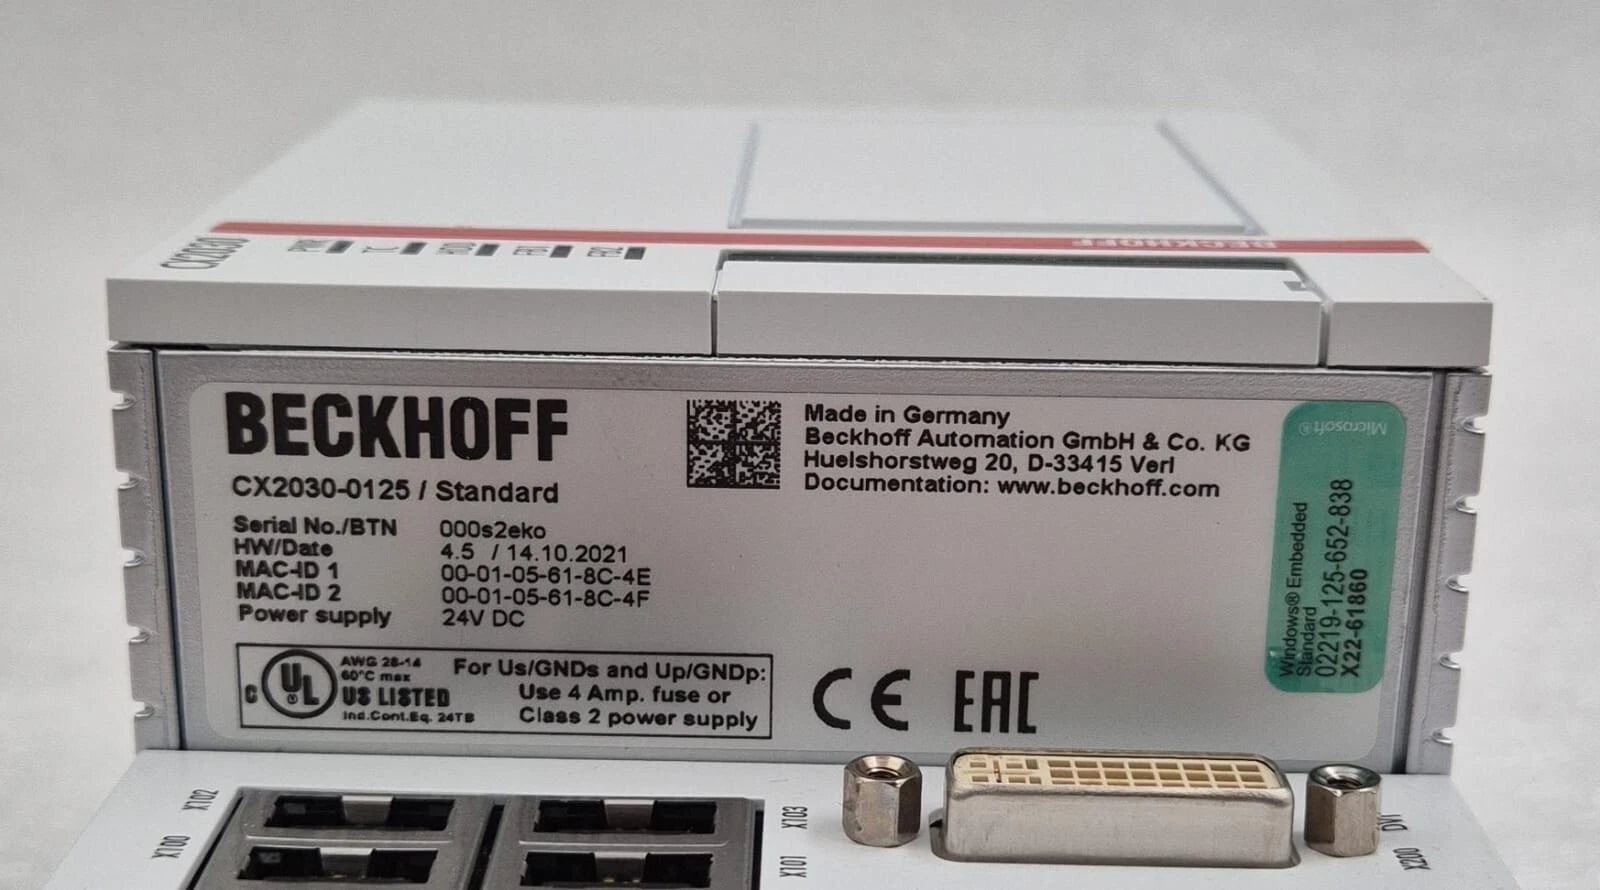 CX2030
PWR
TC
HDD
FB1
FB2
BECKHOFF
BECKHOFF
CX2030-0125 / Standard
Serial No./BTN 000s2eko
HW/Date 4.5 / 14.10.2021
MAC-ID 1 00-01-05-61-8C-4E
MAC-ID 2 00-01-05-61-8C-4F
Power supply 24V DC
Made in Germany
Beckhoff Automation GmbH & Co. KG
Huelshorstweg 20, D-33415 Verl
Documentation: www.beckhoff.com
Microsoft®
Windows® Embedded
Standard
02219-125-652-838
X22-61860
C UL ® US LISTED
AWG 28-14
60°C max
Ind.Cont.Eq. 24TB
For Us/GNDs and Up/GNDp:
Use 4 Amp. fuse or
Class 2 power supply
CE
EAC
X102
X100
X103
X101
DVI
X200